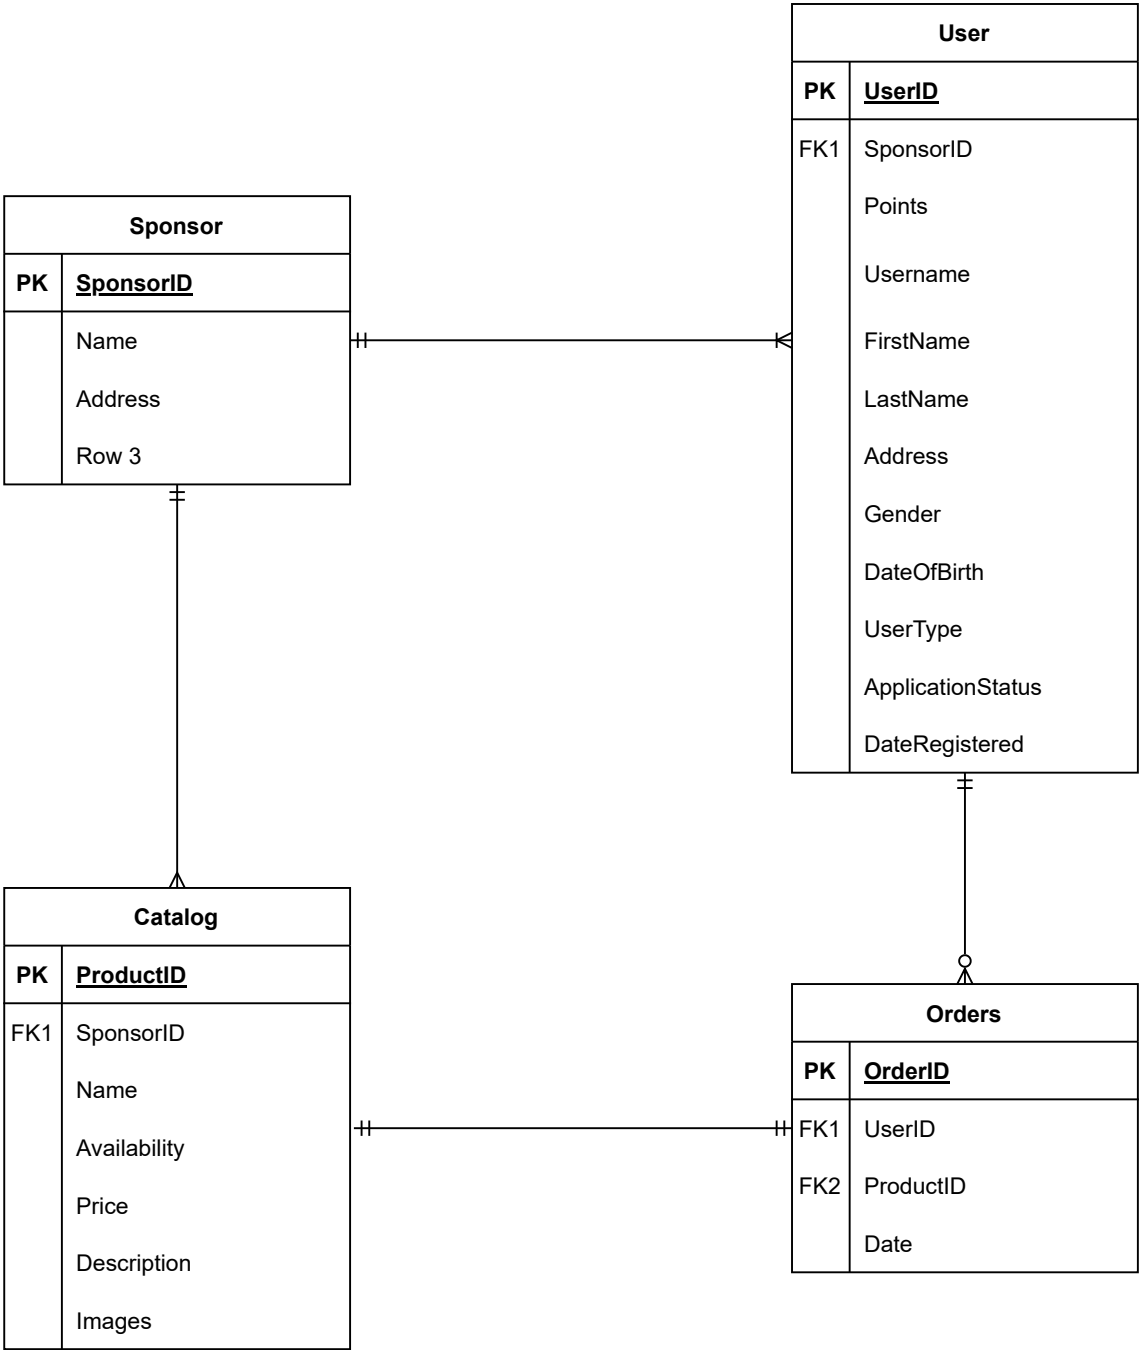 User
PK UserID
FK1 SponsorID
Points
Username
FirstName
LastName
Address
Gender
DateOfBirth
UserType
ApplicationStatus
DateRegistered
Sponsor
PK SponsorID
Name
Address
Row 3
Catalog
PK ProductID
FK1 SponsorID
Name
Availability
Price
Description
Images
Orders
PK OrderID
FK1 UserID
FK2 ProductID
Date